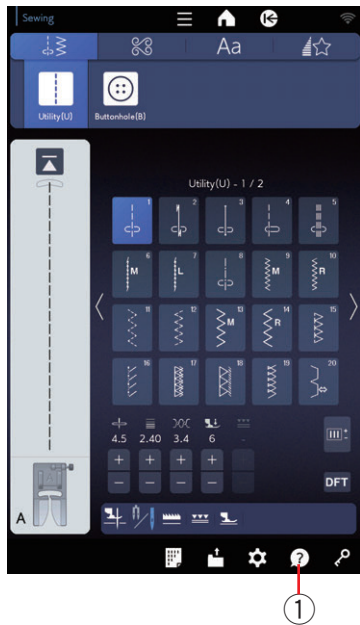 Sewing
Aa
Utility(U) Buttonhole(B)
Utility(U) - 1 / 2
1 2 3 4 5
6 7 8 9 10
M L M R
11 12 13 14 15
M R
16 17 18 19 20
4.5 2.40 3.4 6 -
+ + + +
- - - -
DFT
A
?
1